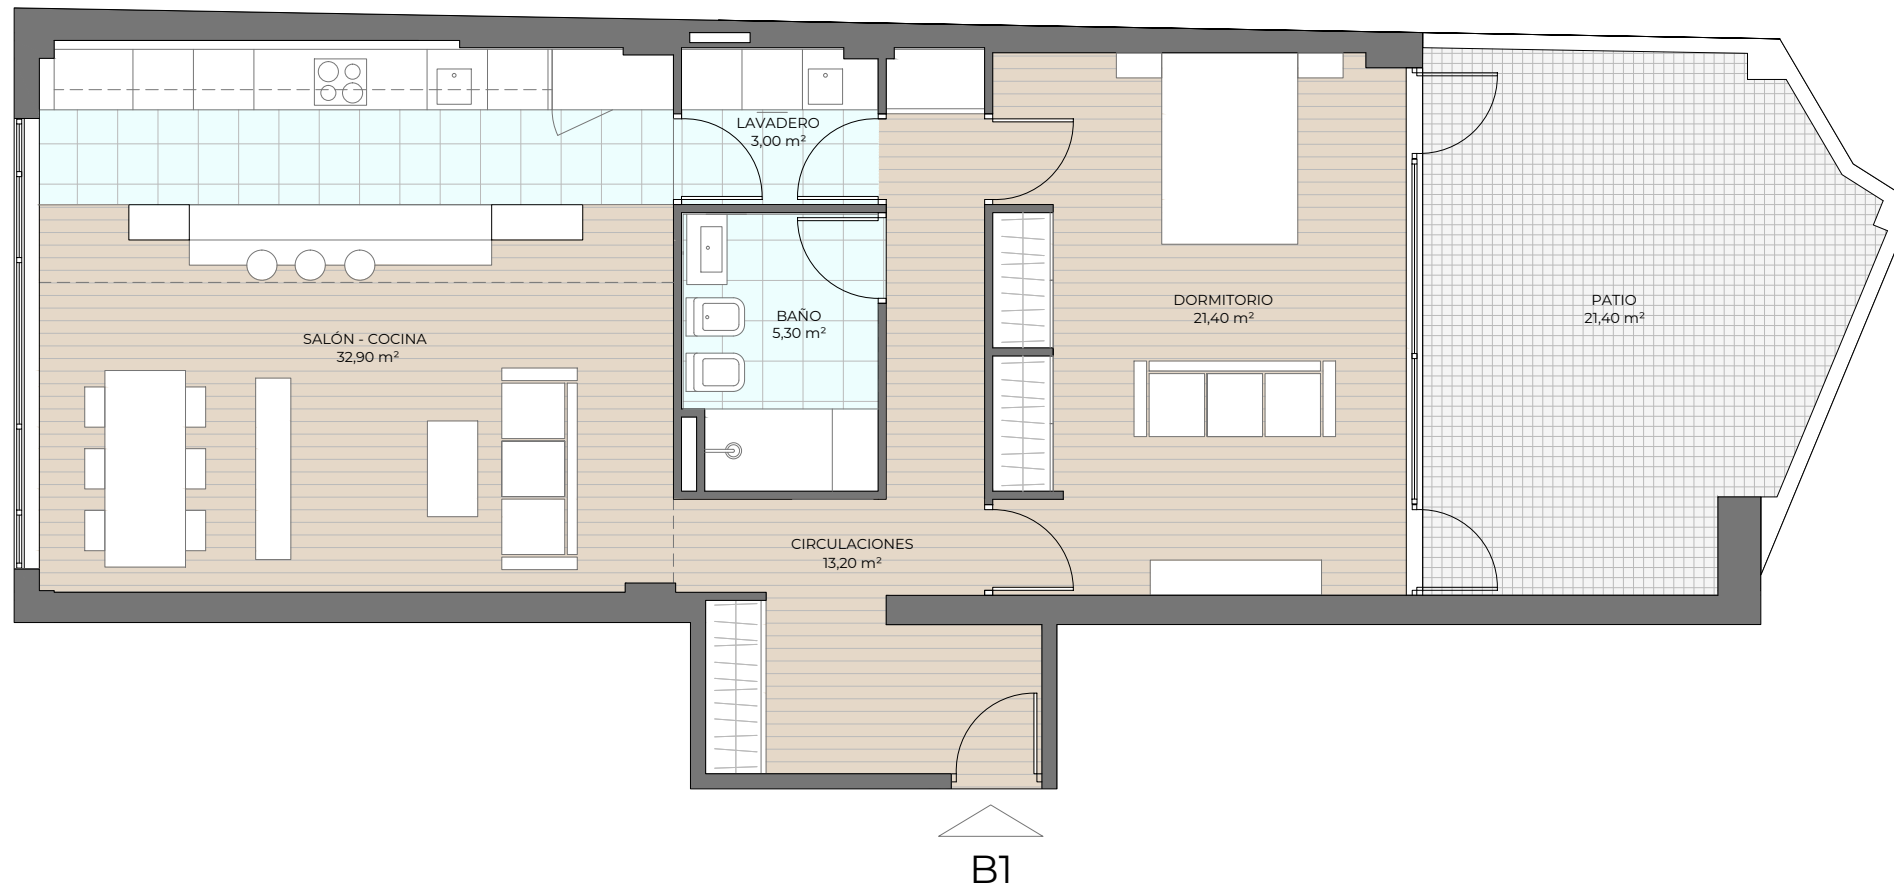 LAVADERO
3,00 m²
BAÑO
5,30 m²
DORMITORIO
21,40 m²
PATIO
21,40 m²
SALÓN - COCINA
32,90 m²
CIRCULACIONES
13,20 m²
B1